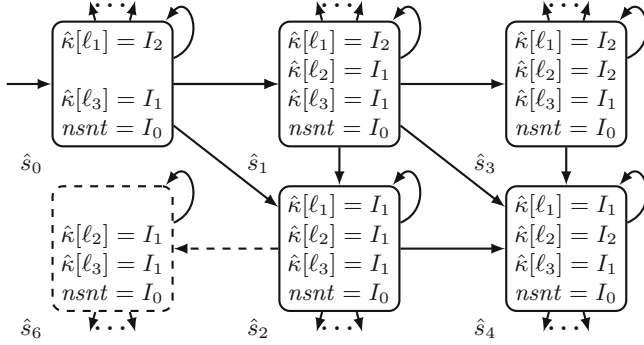 κ̂[ℓ₁] = I₂
κ̂[ℓ₃] = I₁
nsnt = I₀
ŝ₀
κ̂[ℓ₁] = I₂
κ̂[ℓ₂] = I₁
κ̂[ℓ₃] = I₁
nsnt = I₀
ŝ₁
κ̂[ℓ₁] = I₂
κ̂[ℓ₂] = I₂
κ̂[ℓ₃] = I₁
nsnt = I₀
ŝ₃
κ̂[ℓ₂] = I₁
κ̂[ℓ₃] = I₁
nsnt = I₀
ŝ₆
κ̂[ℓ₁] = I₁
κ̂[ℓ₂] = I₁
κ̂[ℓ₃] = I₁
nsnt = I₀
ŝ₂
κ̂[ℓ₁] = I₁
κ̂[ℓ₂] = I₂
κ̂[ℓ₃] = I₁
nsnt = I₀
ŝ₄